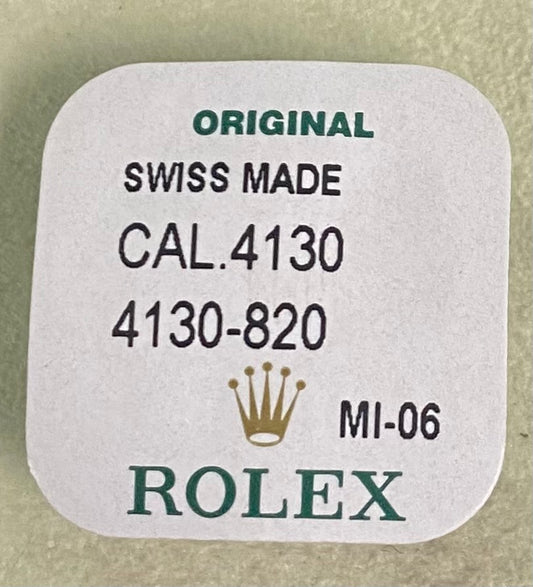 ORIGINAL
SWISS MADE
CAL.4130
4130-820
MI-06
ROLEX